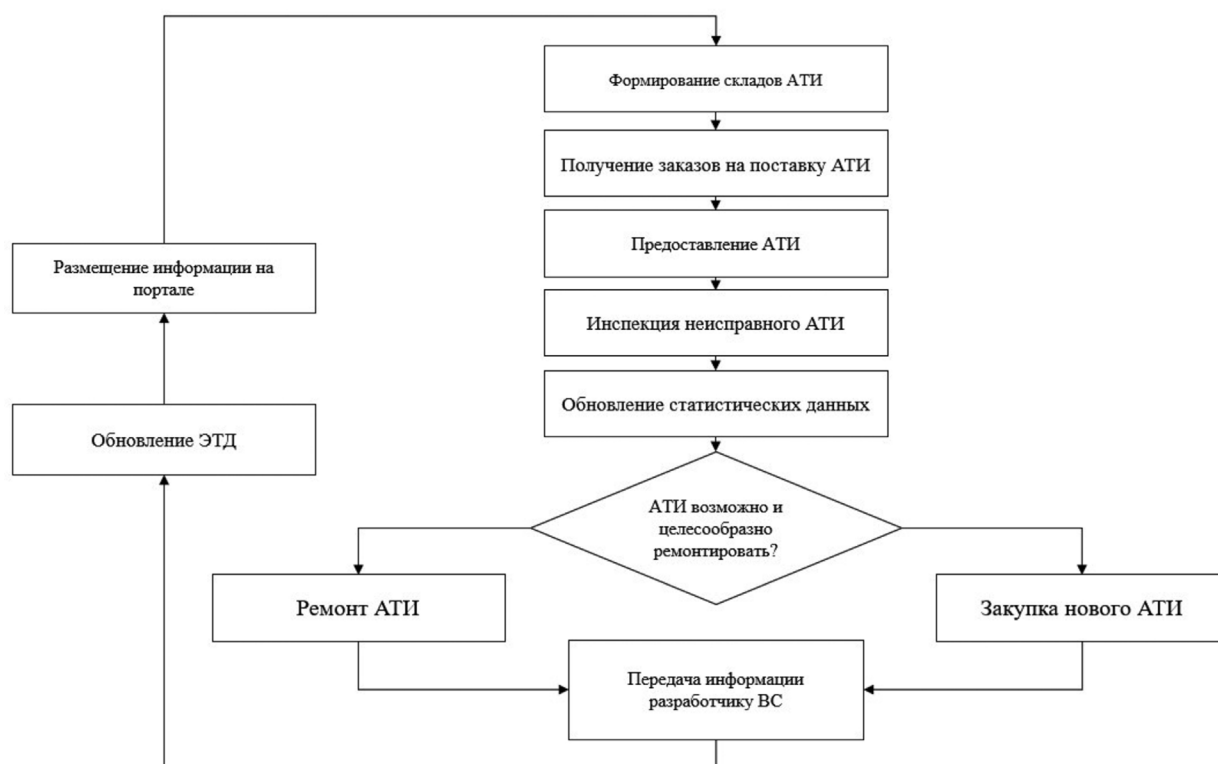 Формирование складов АТИ
Получение заказов на поставку АТИ
Предоставление АТИ
Размещение информации на
портале
Инспекция неисправного АТИ
Обновление статистических данных
Обновление ЭТД
АТИ возможно и
целесообразно
ремонтировать?
Ремонт АТИ
Закупка нового АТИ
Передача информации
разработчику ВС